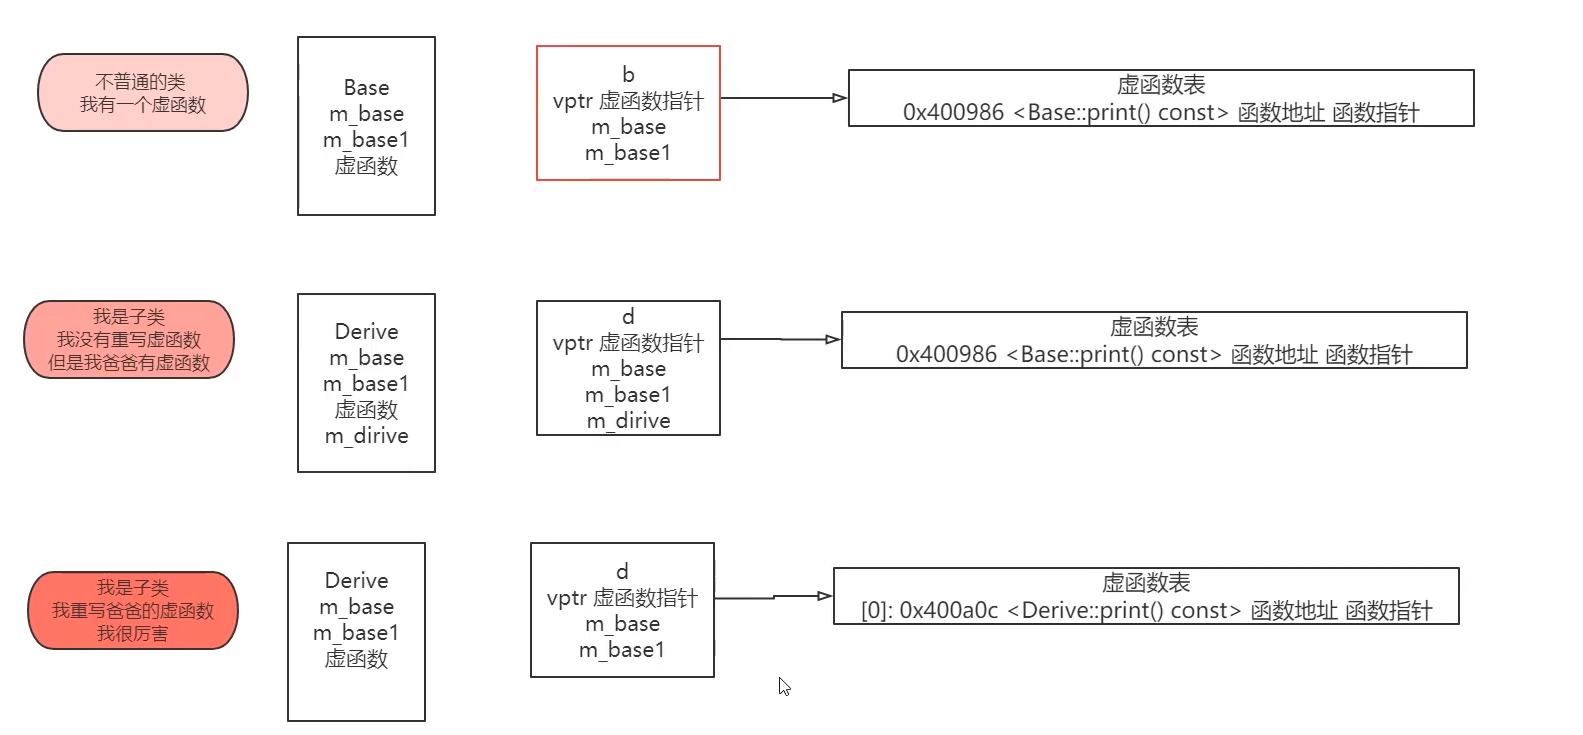 不普通的类
我有一个虚函数
Base
m_base
m_base1
虚函数
b
vptr 虚函数指针
m_base
m_base1
虚函数表
0x400986 <Base::print() const> 函数地址 函数指针
我是子类
我没有重写虚函数
但是我爸爸有虚函数
Derive
m_base
m_base1
虚函数
m_dirive
d
vptr 虚函数指针
m_base
m_base1
m_dirive
虚函数表
0x400986 <Base::print() const> 函数地址 函数指针
我是子类
我重写爸爸的虚函数
我很厉害
Derive
m_base
m_base1
虚函数
d
vptr 虚函数指针
m_base
m_base1
虚函数表
[0]: 0x400a0c <Derive::print() const> 函数地址 函数指针